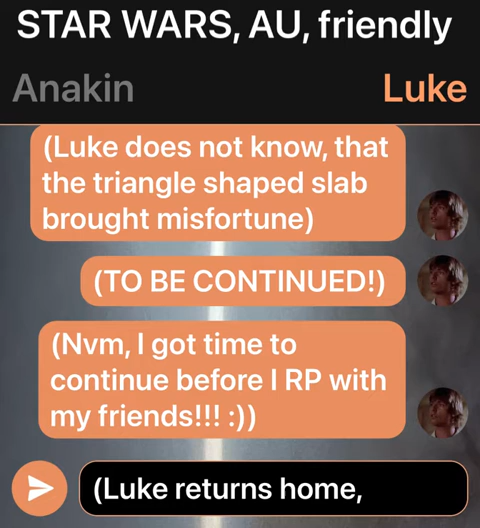 STAR WARS, AU, friendly
Anakin
Luke
(Luke does not know, that
the triangle shaped slab
brought misfortune)
(TO BE CONTINUED!)
(Nvm, I got time to
continue before I RP with
my friends!!! :))
(Luke returns home,